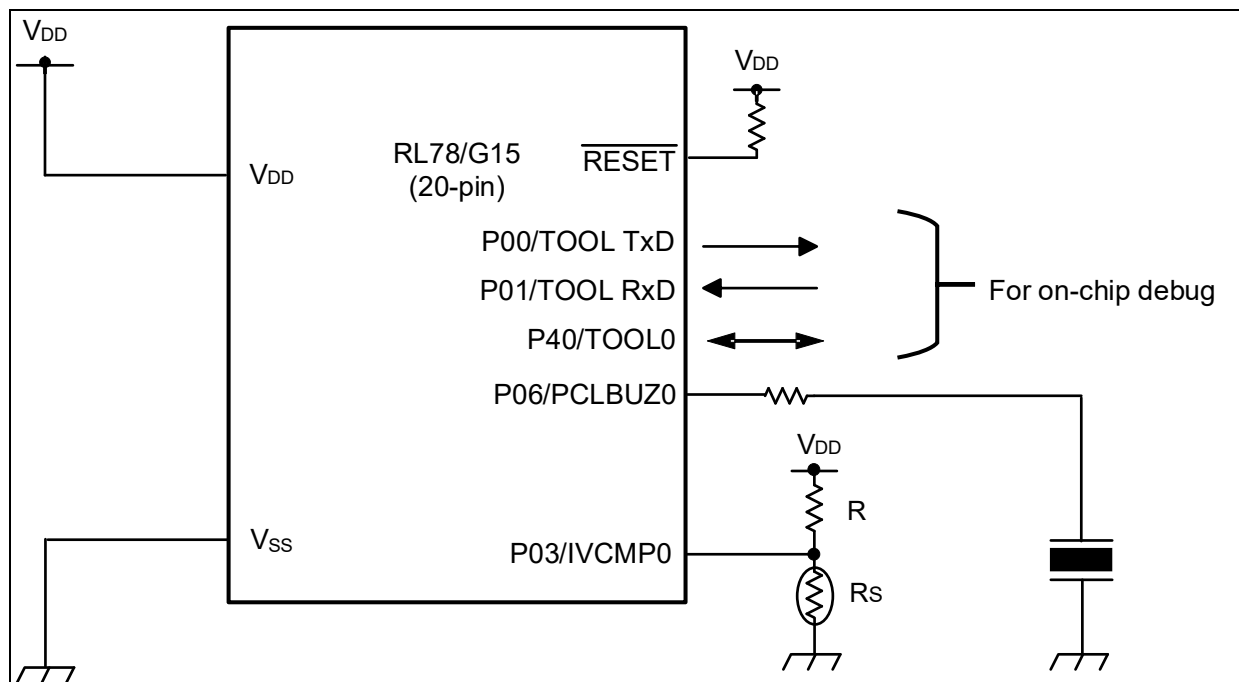 VDD
VDD
RL78/G15
(20-pin)
RESET
VDD
P00/TOOL TxD
P01/TOOL RxD
For on-chip debug
P40/TOOL0
P06/PCLBUZ0
VDD
R
VSS
P03/IVCMP0
RS